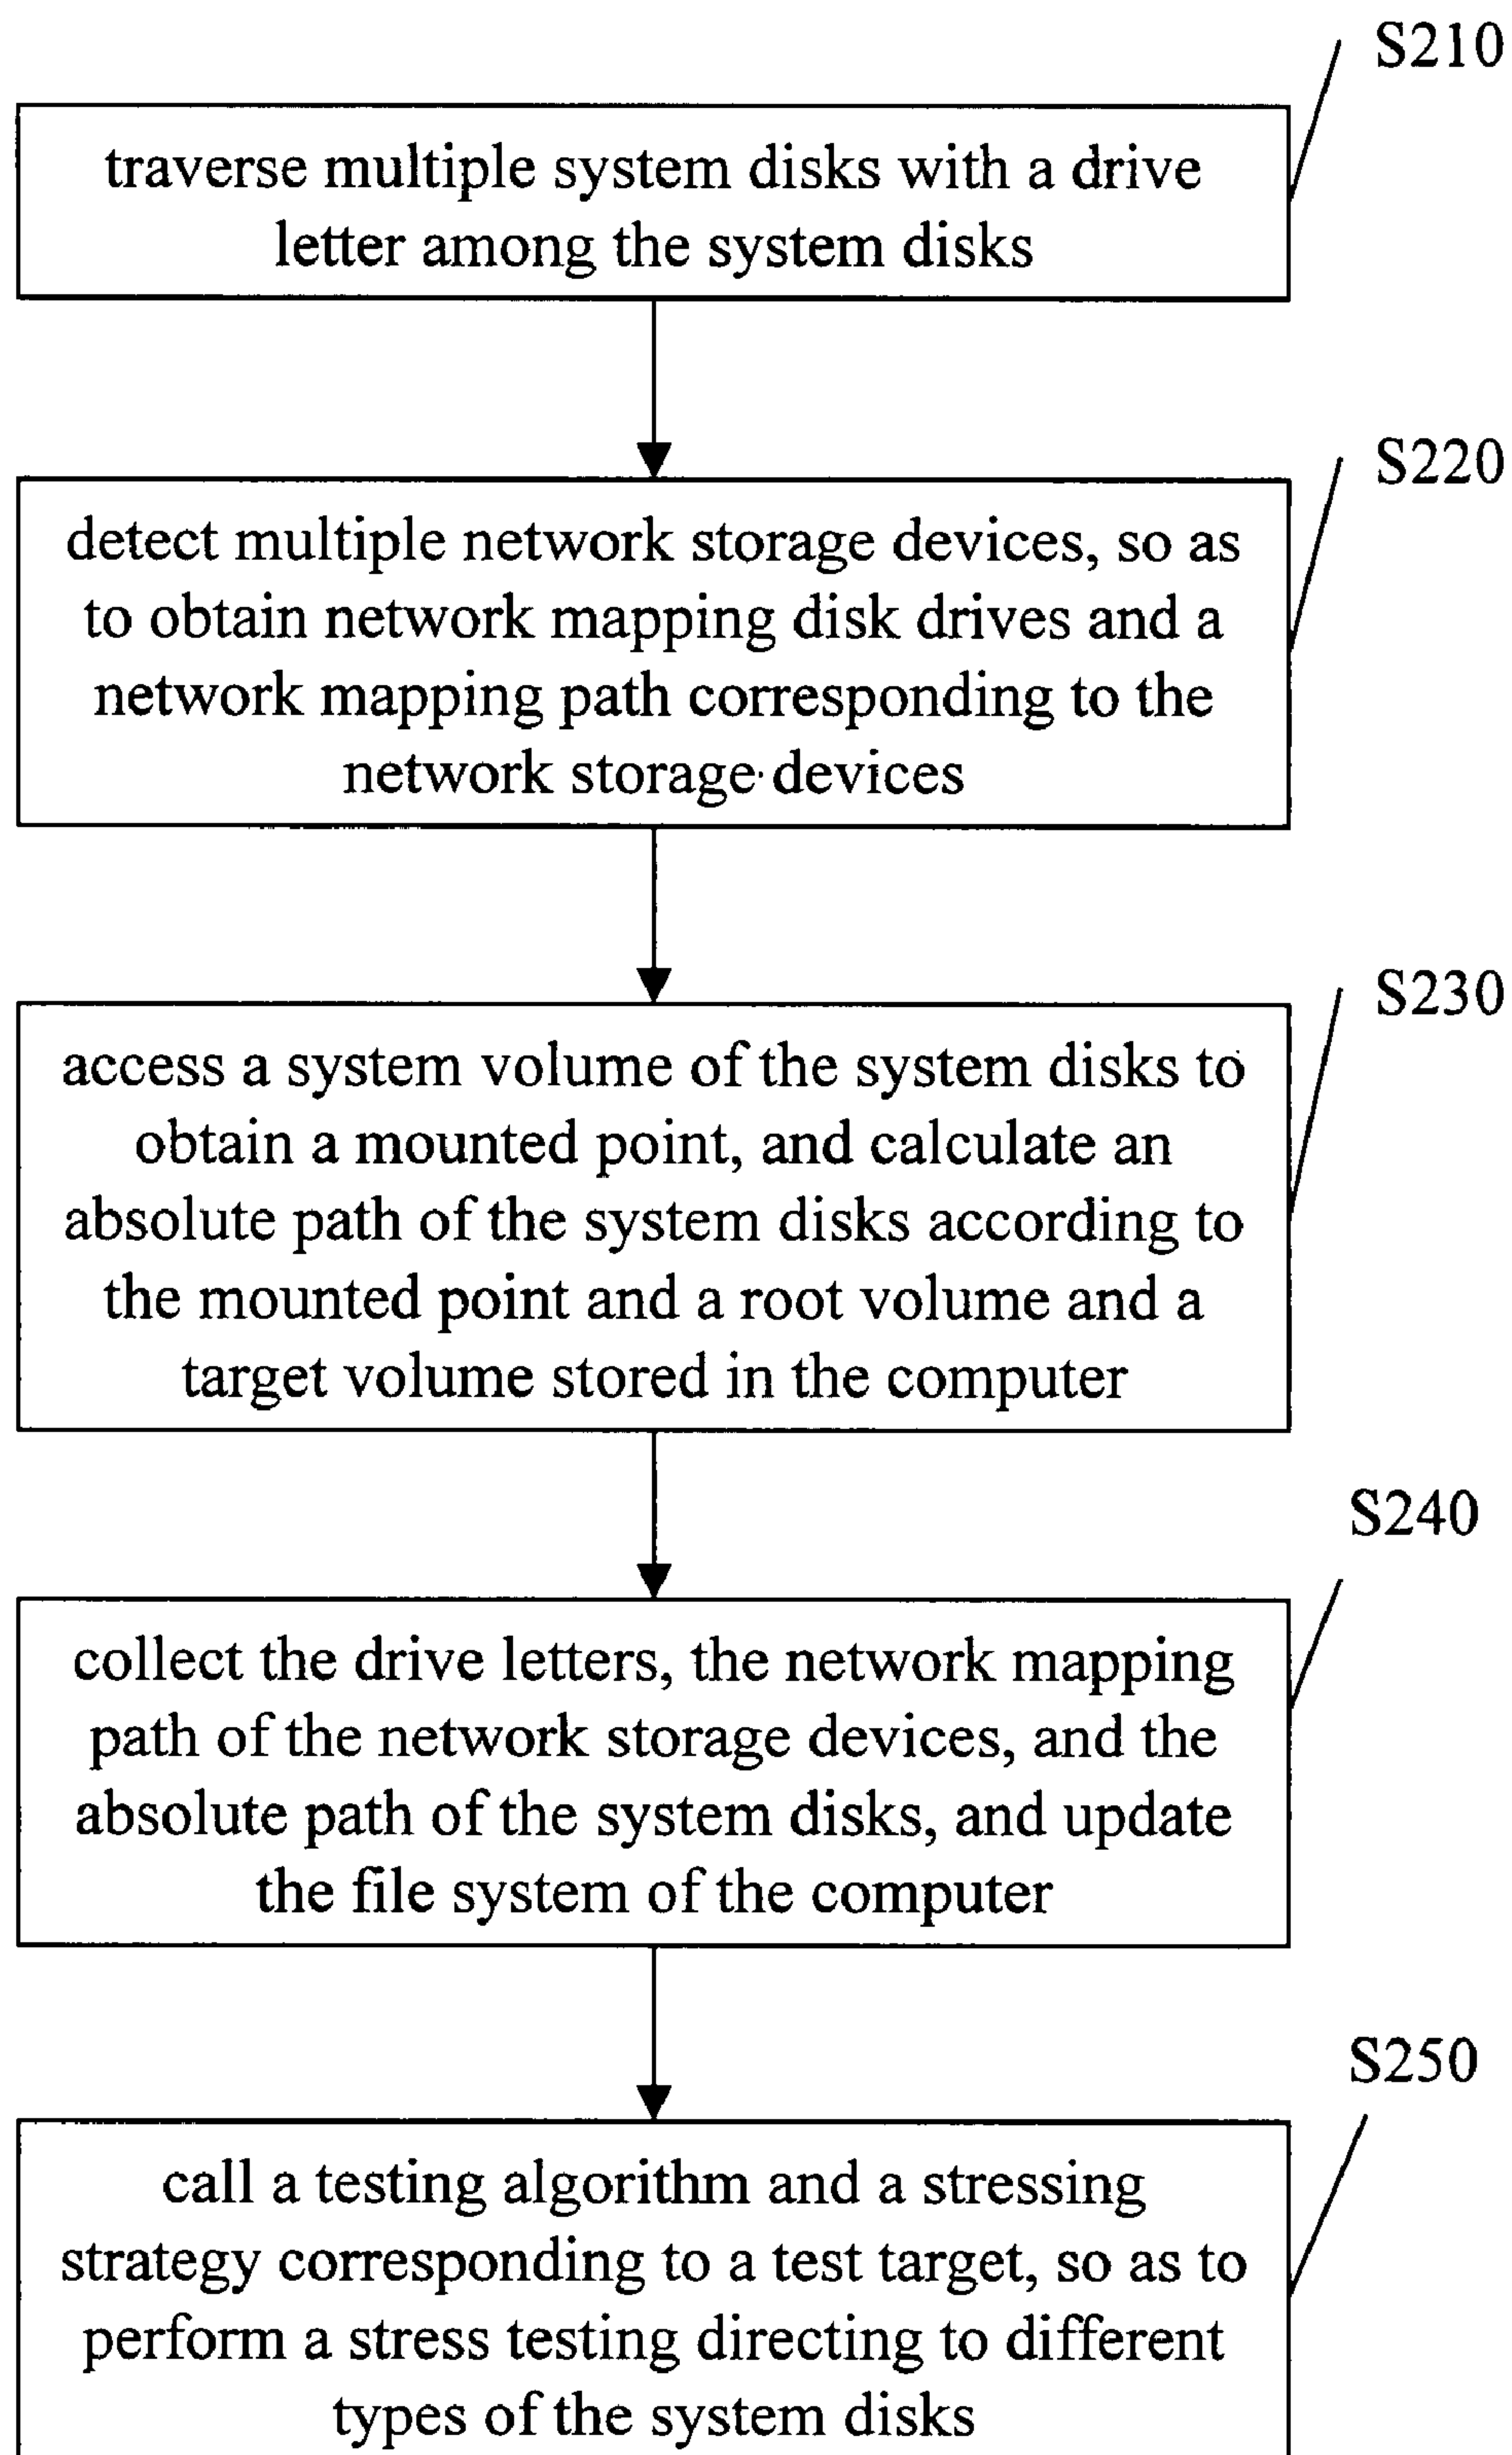 S210
traverse multiple system disks with a drive
letter among the system disks
S220
detect multiple network storage devices, so as
to obtain network mapping disk drives and a
network mapping path corresponding to the
network storage devices
S230
access a system volume of the system disks to
obtain a mounted point, and calculate an
absolute path of the system disks according to
the mounted point and a root volume and a
target volume stored in the computer
S240
collect the drive letters, the network mapping
path of the network storage devices, and the
absolute path of the system disks, and update
the file system of the computer
S250
call a testing algorithm and a stressing
strategy corresponding to a test target, so as to
perform a stress testing directing to different
types of the system disks